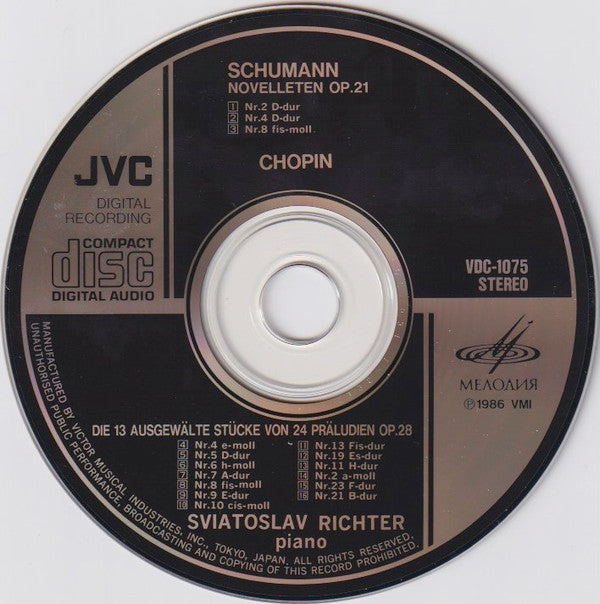 SCHUMANN
NOVELLETEN OP.21
1 Nr.2 D-dur
2 Nr.4 D-dur
3 Nr.8 fis-moll
CHOPIN
JVC
DIGITAL
RECORDING
COMPACT
disc
DIGITAL AUDIO
VDC-1075
STEREO
МЕЛОДИЯ
Ⓟ1986 VMI
DIE 13 AUSGEWÄLTE STÜCKE VON 24 PRÄLUDIEN OP.28
4 Nr.4 e-moll
5 Nr.5 D-dur
6 Nr.6 h-moll
7 Nr.7 A-dur
8 Nr.8 fis-moll
9 Nr.9 E-dur
10 Nr.10 cis-moll
11 Nr.13 Fis-dur
12 Nr.19 Es-dur
13 Nr.11 H-dur
14 Nr.2 a-moll
15 Nr.23 F-dur
16 Nr.21 B-dur
SVIATOSLAV RICHTER
piano
MANUFACTURED BY VICTOR MUSICAL INDUSTRIES, INC., TOKYO, JAPAN. ALL RIGHTS RESERVED.
UNAUTHORISED PUBLIC PERFORMANCE, BROADCASTING AND COPYING OF THIS RECORD PROHIBITED.